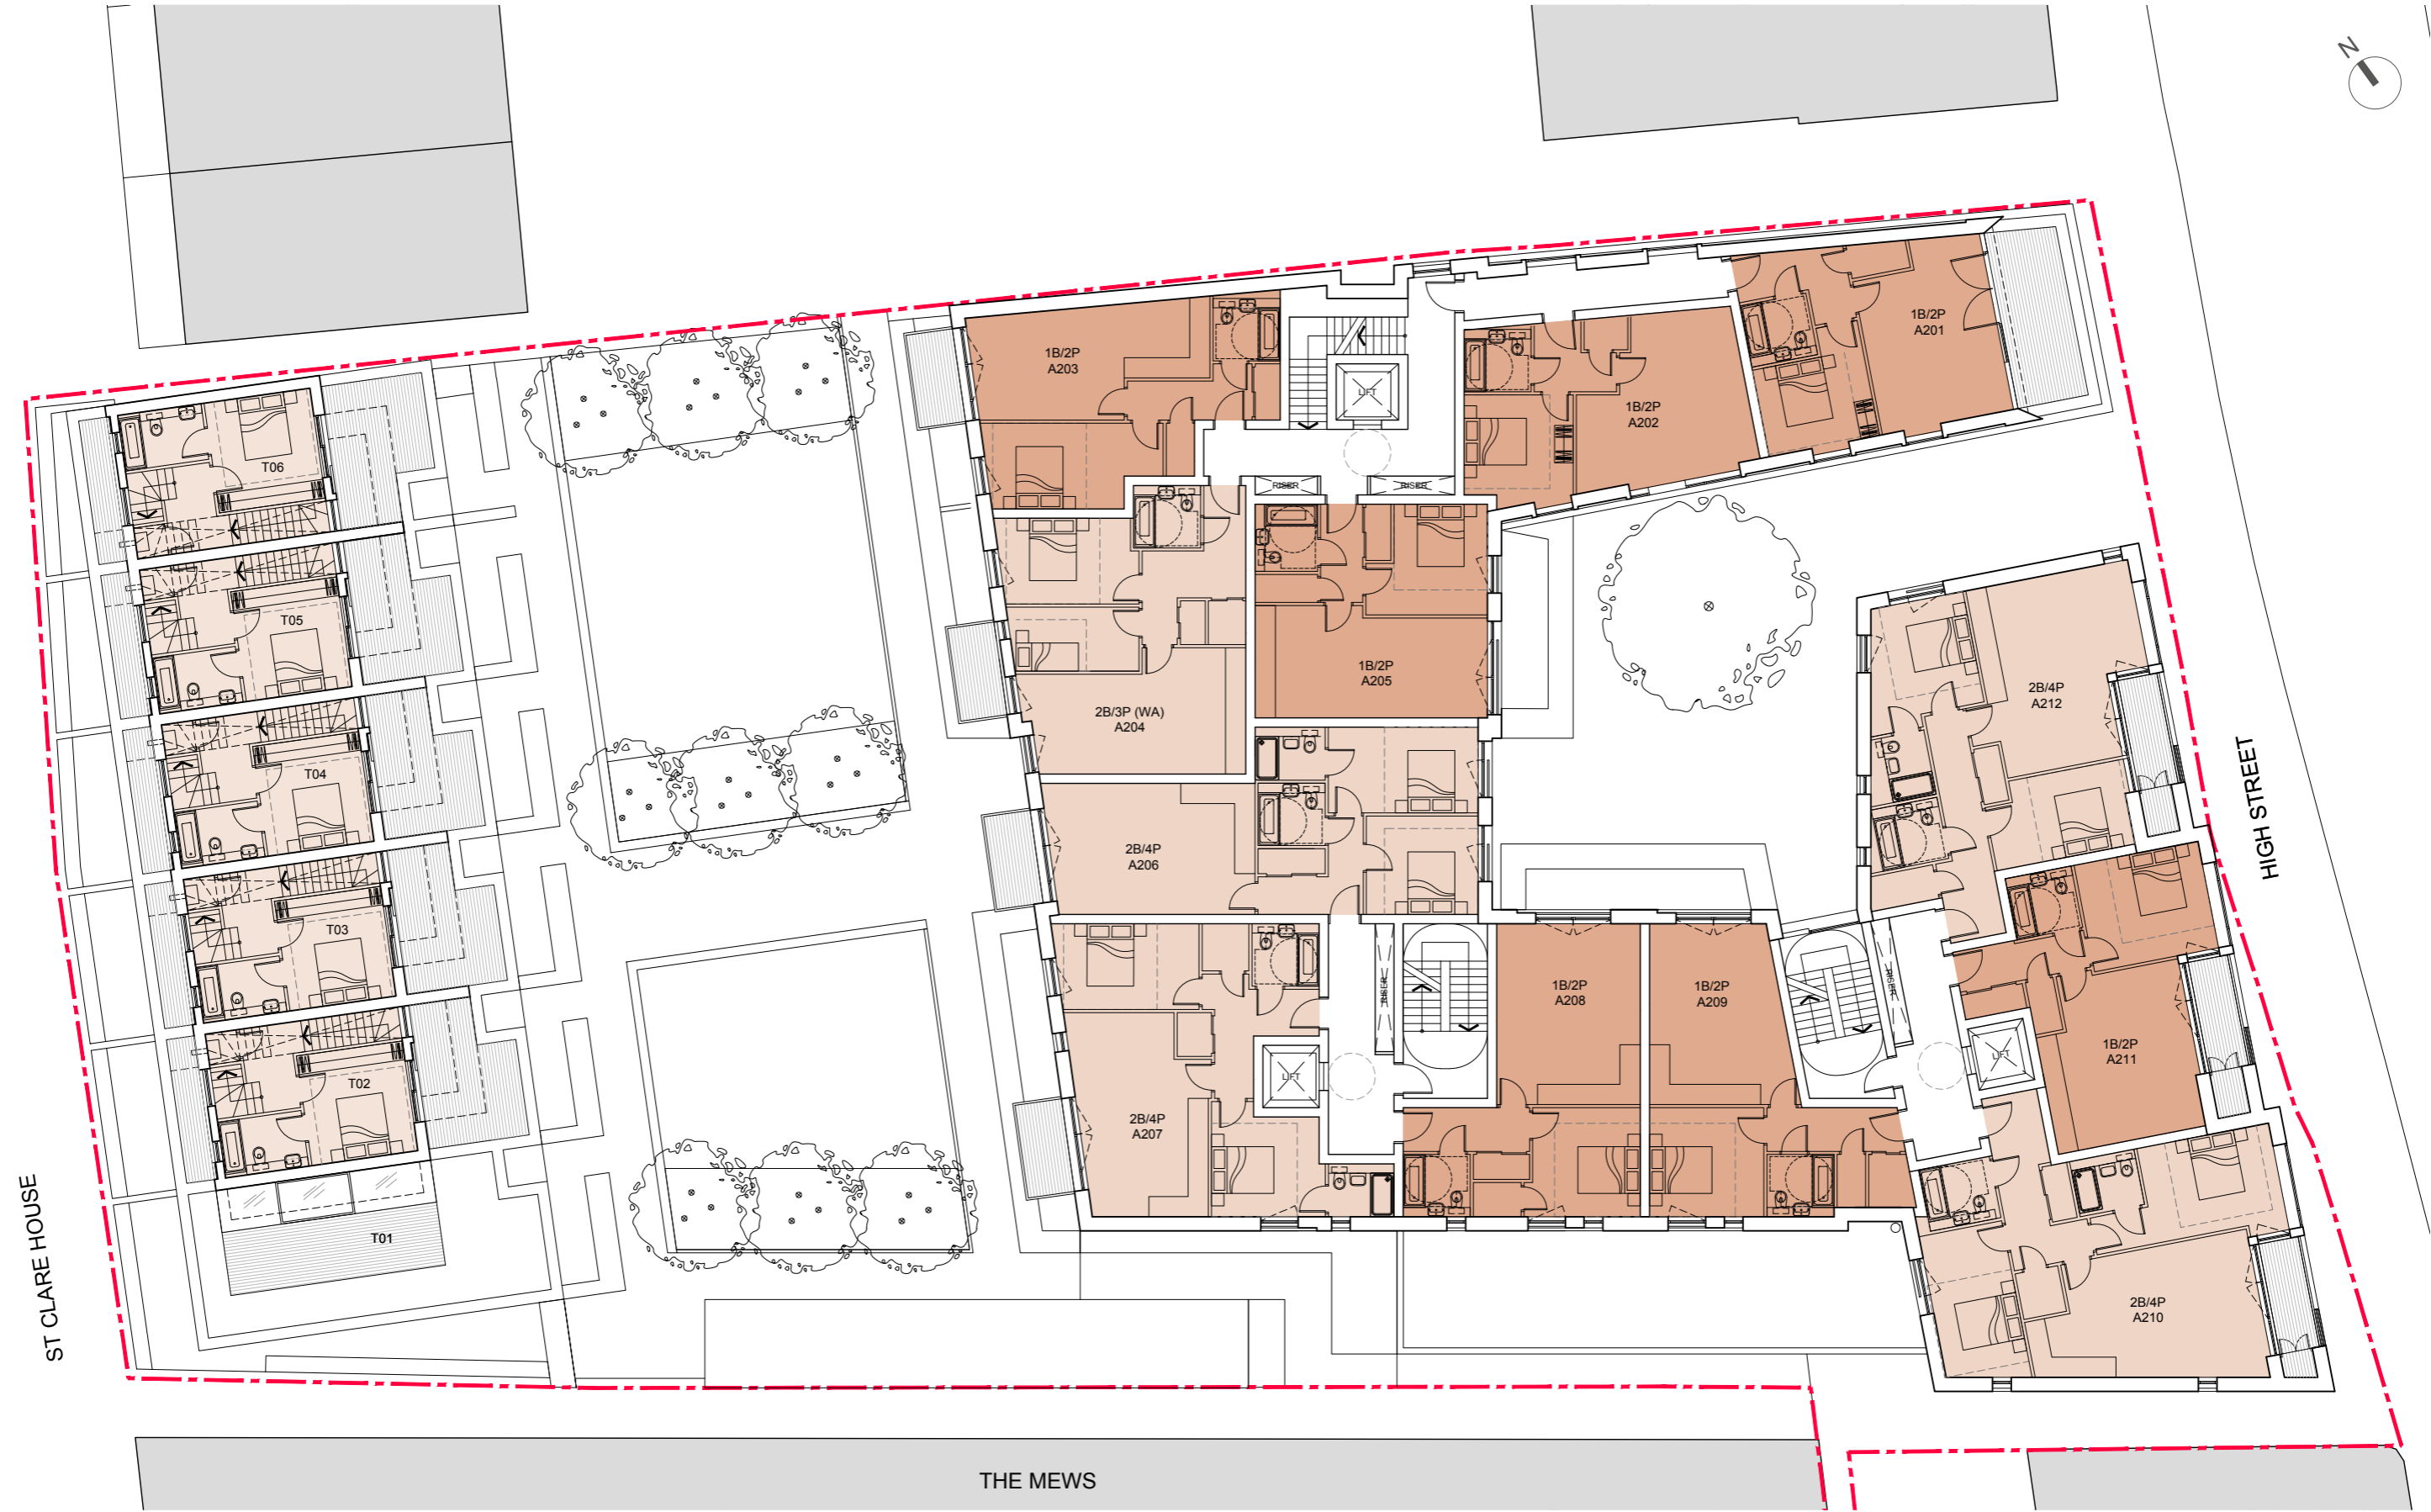 N
1B/2P
A201
1B/2P
A203
LIFT
1B/2P
A202
T06
RISER
RISER
T05
1B/2P
A205
2B/4P
A212
2B/3P (WA)
A204
HIGH STREET
T04
2B/4P
A206
T03
RISER
1B/2P
A208
1B/2P
A209
RISER
1B/2P
A211
LIFT
LIFT
T02
2B/4P
A207
ST CLARE HOUSE
T01
2B/4P
A210
THE MEWS